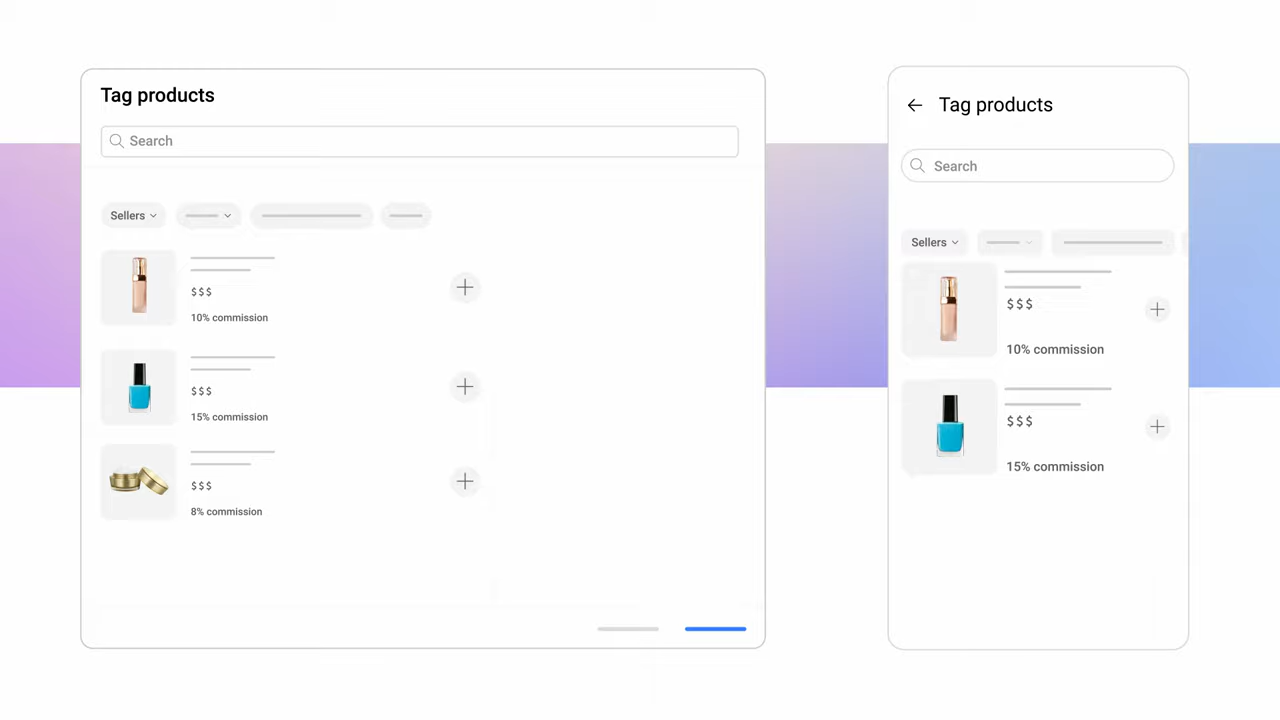 Tag products
Search
Sellers
$$$
10% commission
$$$
15% commission
$$$
8% commission
Tag products
Search
Sellers
$$$
10% commission
$$$
15% commission